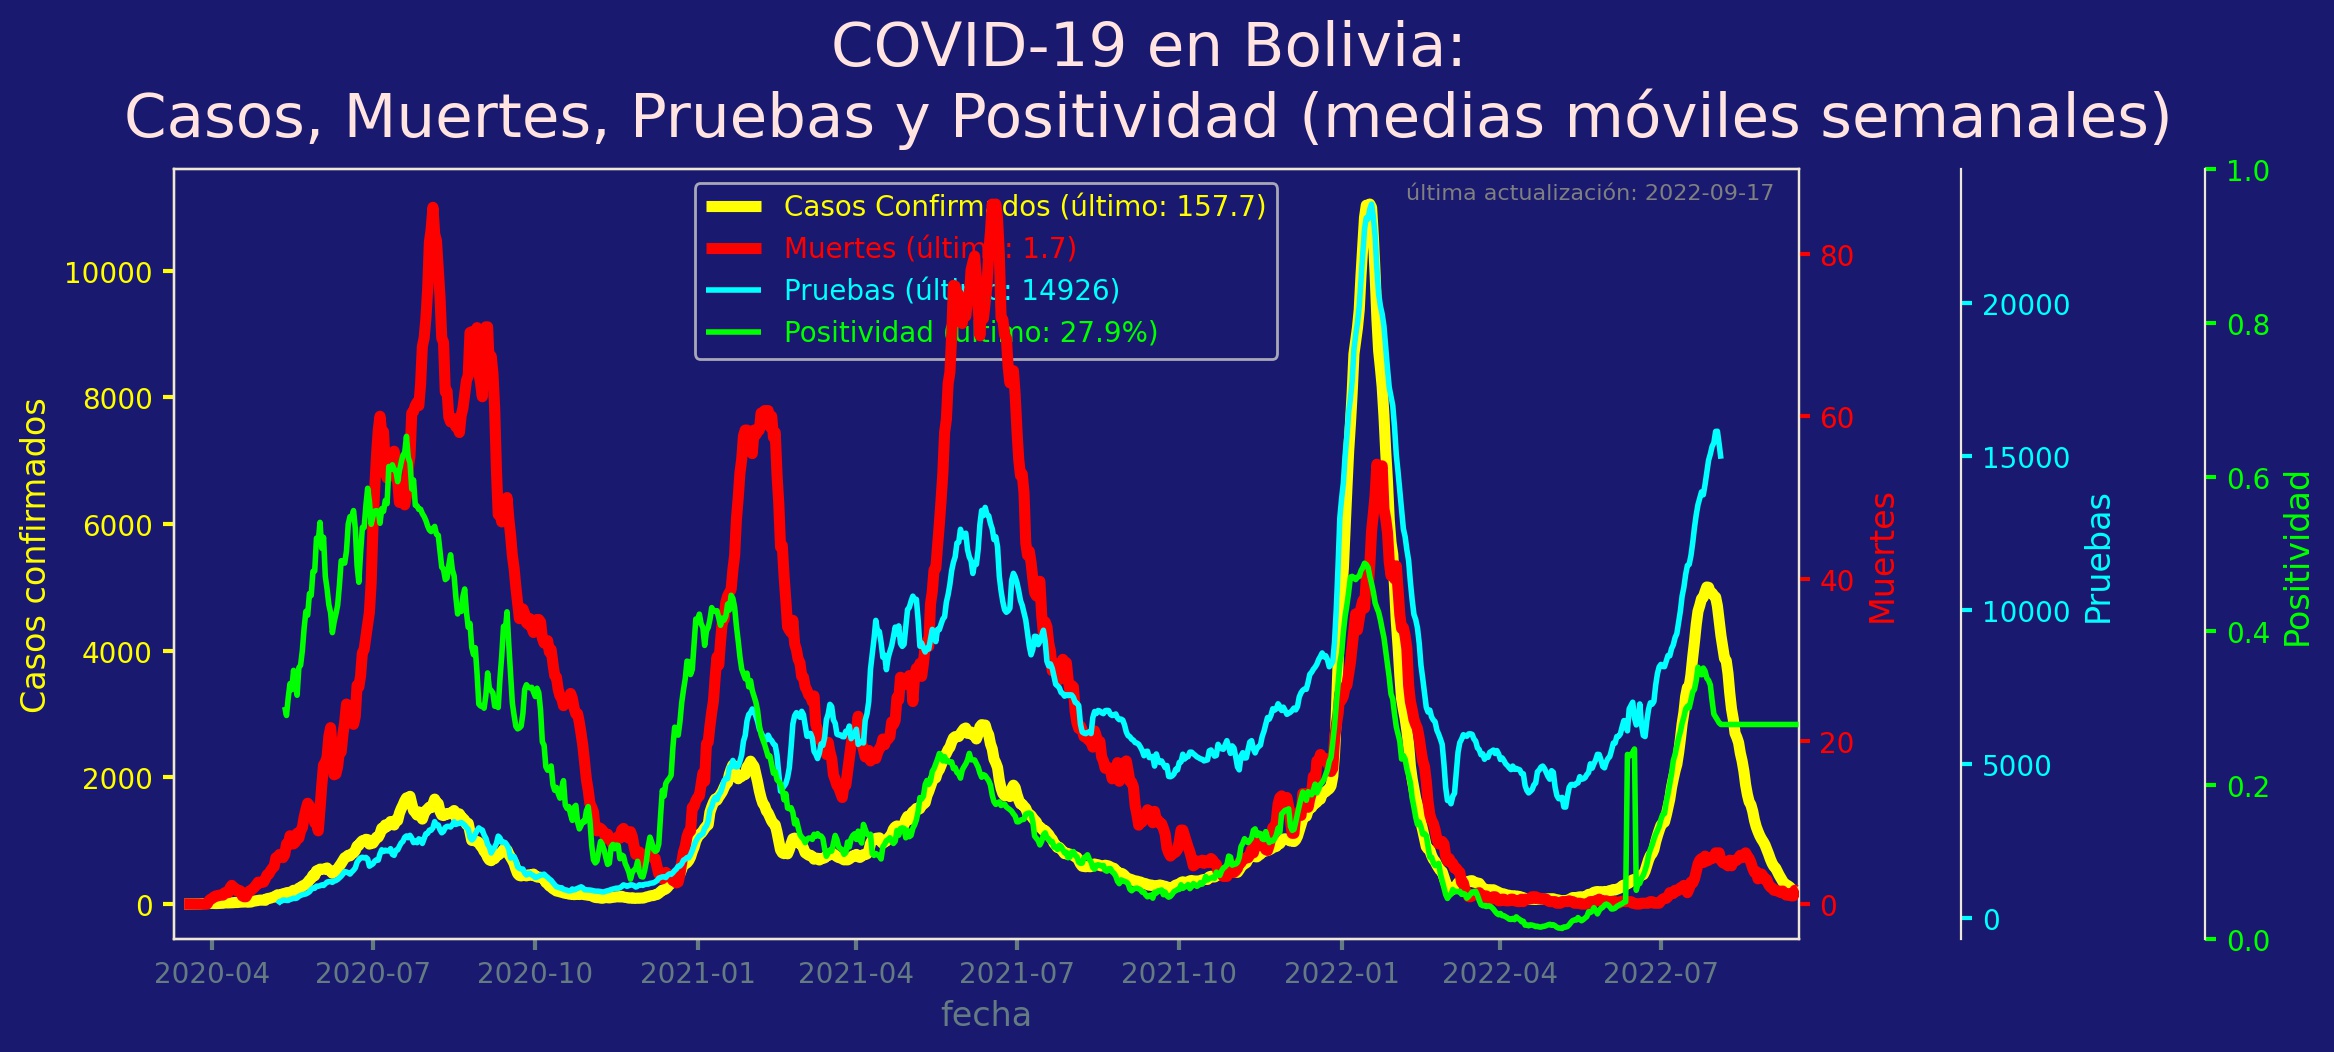 COVID-19 en Bolivia:
Casos, Muertes, Pruebas y Positividad (medias móviles semanales)
última actualización: 2022-09-17
Casos Confirmados (último: 157.7)
Muertes (último: 1.7)
Pruebas (último: 14926)
Positividad (último: 27.9%)
Casos confirmados
10000
8000
6000
4000
2000
0
80
60
40
20
0
Muertes
20000
15000
10000
5000
0
Pruebas
1.0
0.8
0.6
0.4
0.2
0.0
Positividad
2020-04 2020-07 2020-10 2021-01 2021-04 2021-07 2021-10 2022-01 2022-04 2022-07
fecha